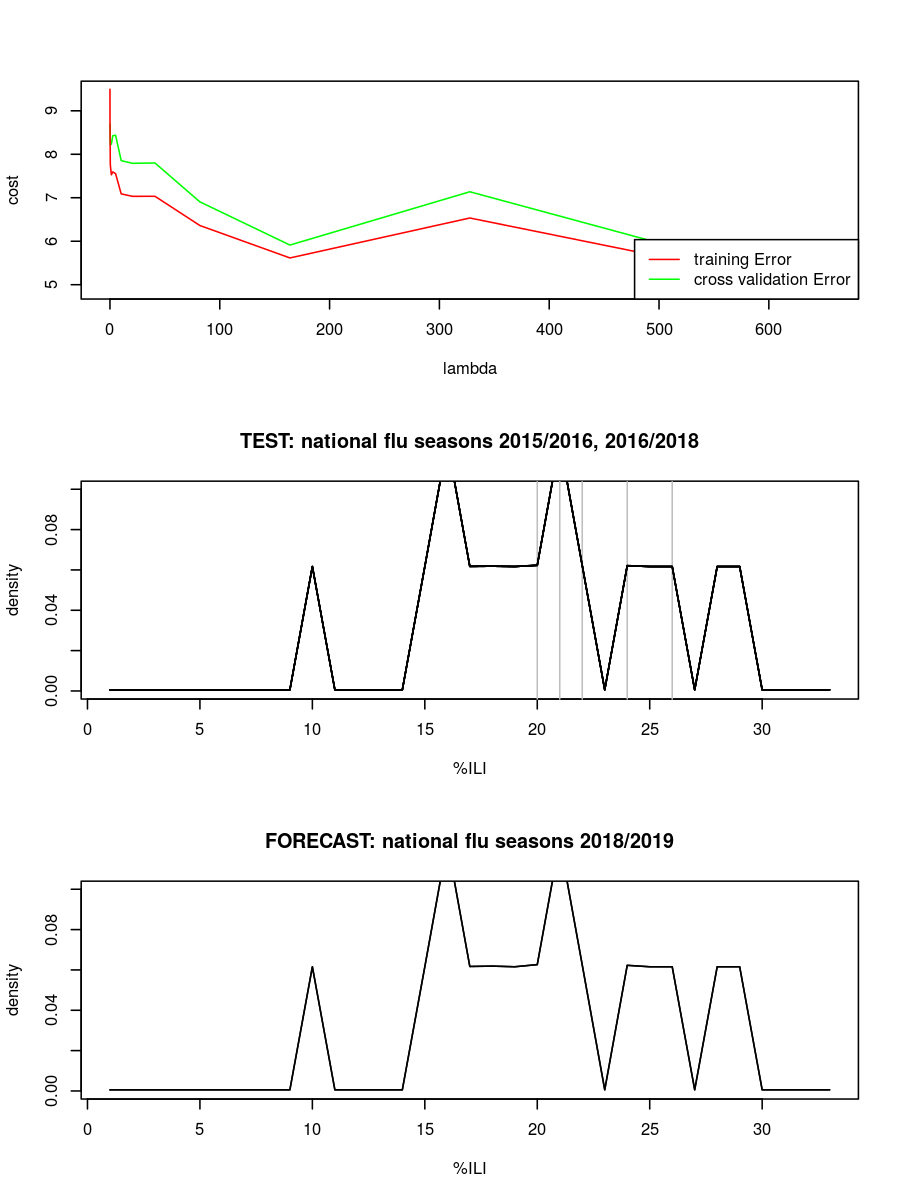 cost
5
6
7
8
9
training Error
cross validation Error
0 100 200 300 400 500 600
lambda
TEST: national flu seasons 2015/2016, 2016/2018
density
0.00
0.04
0.08
0 5 10 15 20 25 30
%ILI
FORECAST: national flu seasons 2018/2019
density
0.00
0.04
0.08
0 5 10 15 20 25 30
%ILI